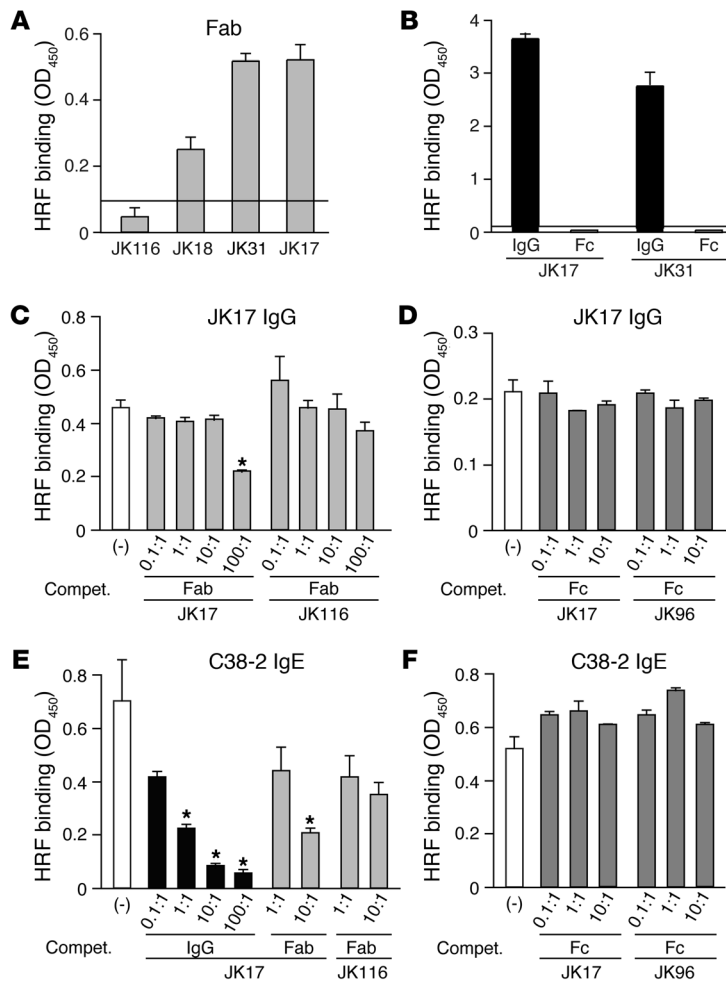 A
Fab
HRF binding (OD450)
0.6
0.4
0.2
0
JK116 JK18 JK31 JK17
B
HRF binding (OD450)
4
3
2
1
0
IgG Fc IgG Fc
JK17 JK31
C
JK17 IgG
HRF binding (OD450)
0.8
0.6
0.4
0.2
0
*
(-) 0.1:1 1:1 10:1 100:1 0.1:1 1:1 10:1 100:1
Compet. Fab Fab
JK17 JK116
D
JK17 IgG
HRF binding (OD450)
0.3
0.2
0.1
0
(-) 0.1:1 1:1 10:1 0.1:1 1:1 10:1
Compet. Fc Fc
JK17 JK96
E
C38-2 IgE
HRF binding (OD450)
0.8
0.6
0.4
0.2
0
* * * *
(-) 0.1:1 1:1 10:1 100:1 1:1 10:1 1:1 10:1
Compet. IgG Fab Fab
JK17 JK116
F
C38-2 IgE
HRF binding (OD450)
0.8
0.6
0.4
0.2
0
(-) 0.1:1 1:1 10:1 0.1:1 1:1 10:1
Compet. Fc Fc
JK17 JK96